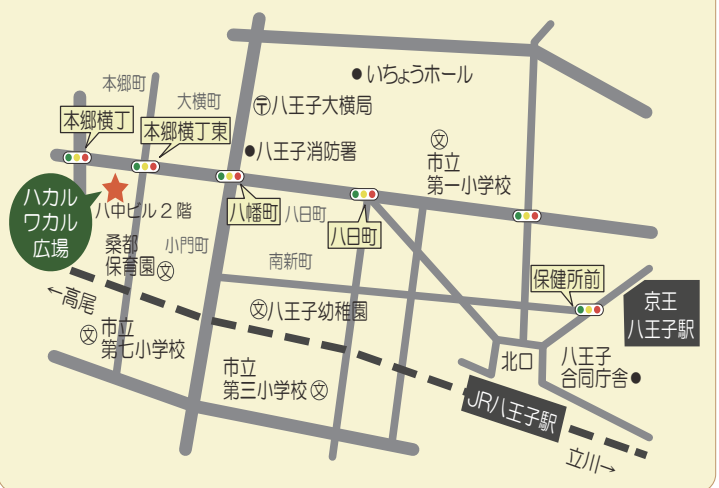 いちょうホール
本郷町
大横町
〒八王子大横局
本郷横丁
本郷横丁東
八王子消防署
文
市立
第一小学校
ハカル
ワカル
広場
八中ビル2階
八幡町
八日町
八日町
桑都
保育園文
小門町
南新町
保健所前
←高尾
京王
八王子駅
文八王子幼稚園
文市立
第七小学校
市立
第三小学校文
北口
八王子
合同庁舎
JR八王子駅
立川→